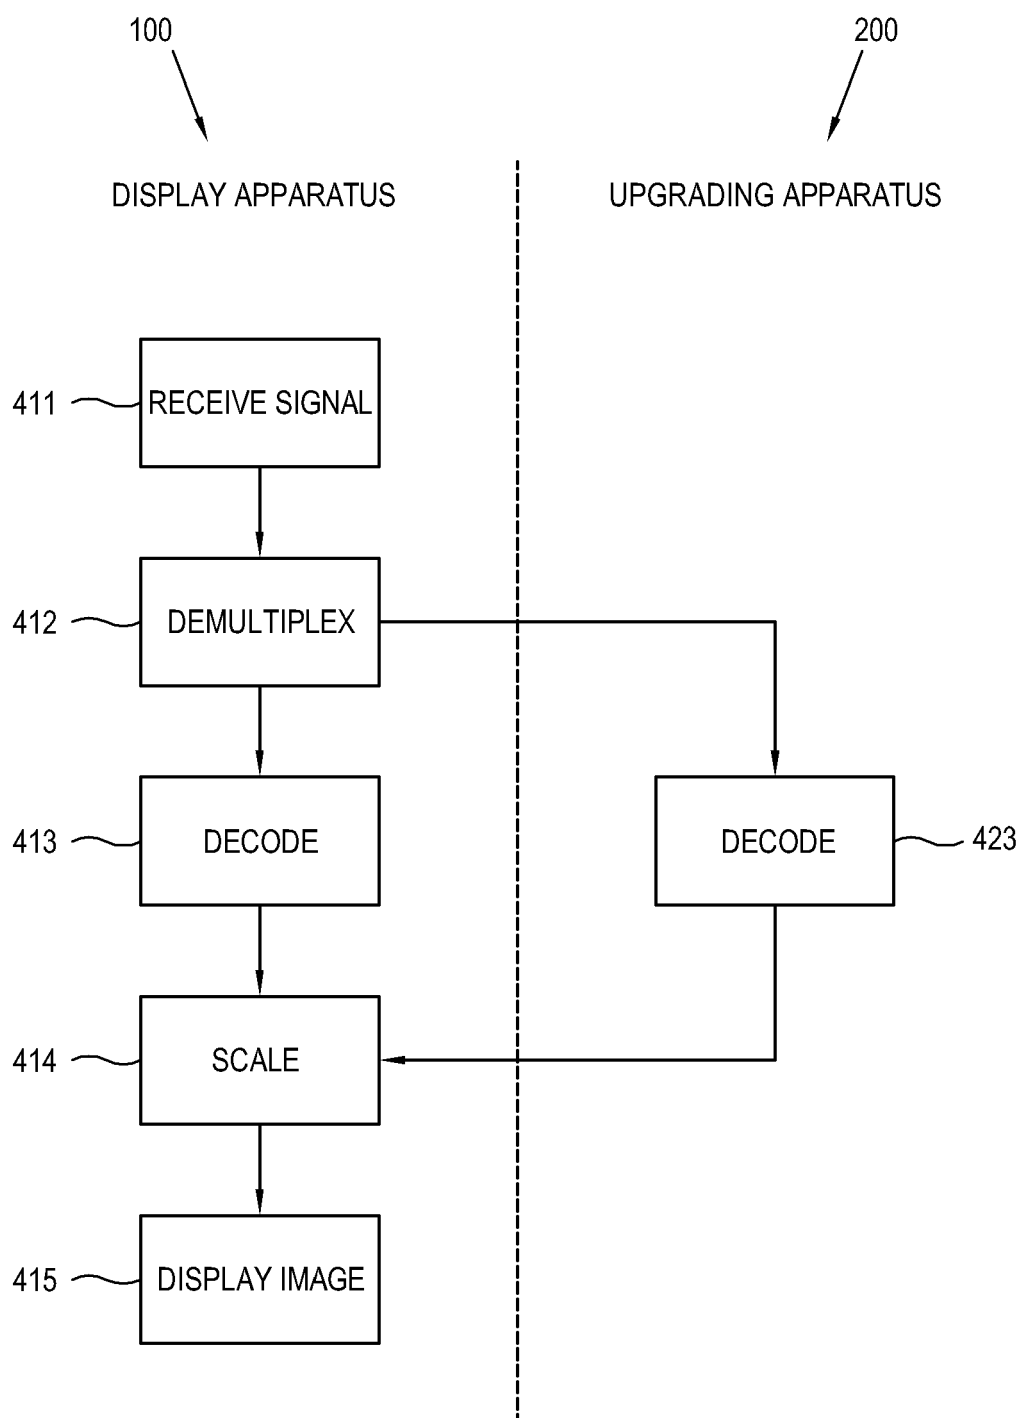 100
200
DISPLAY APPARATUS
UPGRADING APPARATUS
411
RECEIVE SIGNAL
412
DEMULTIPLEX
413
DECODE
DECODE
423
414
SCALE
415
DISPLAY IMAGE